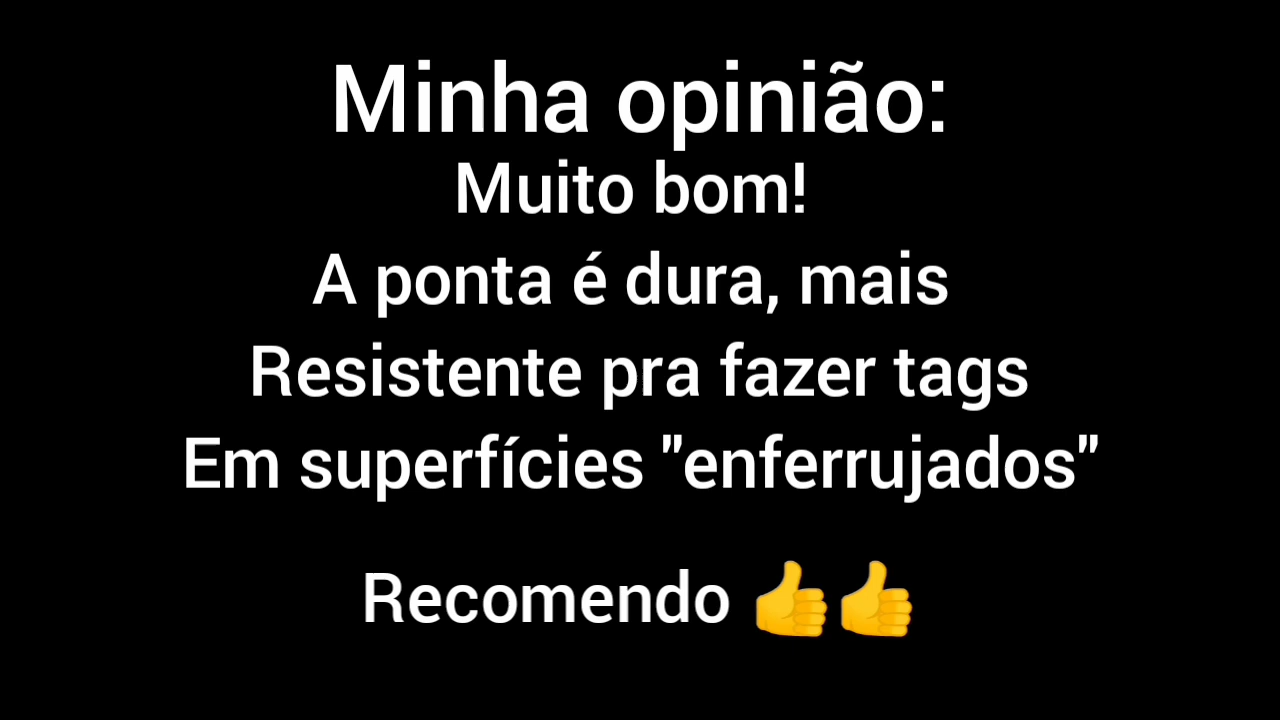 Minha opinião:
Muito bom!
A ponta é dura, mais
Resistente pra fazer tags
Em superfícies "enferrujados"
Recomendo 👍👍